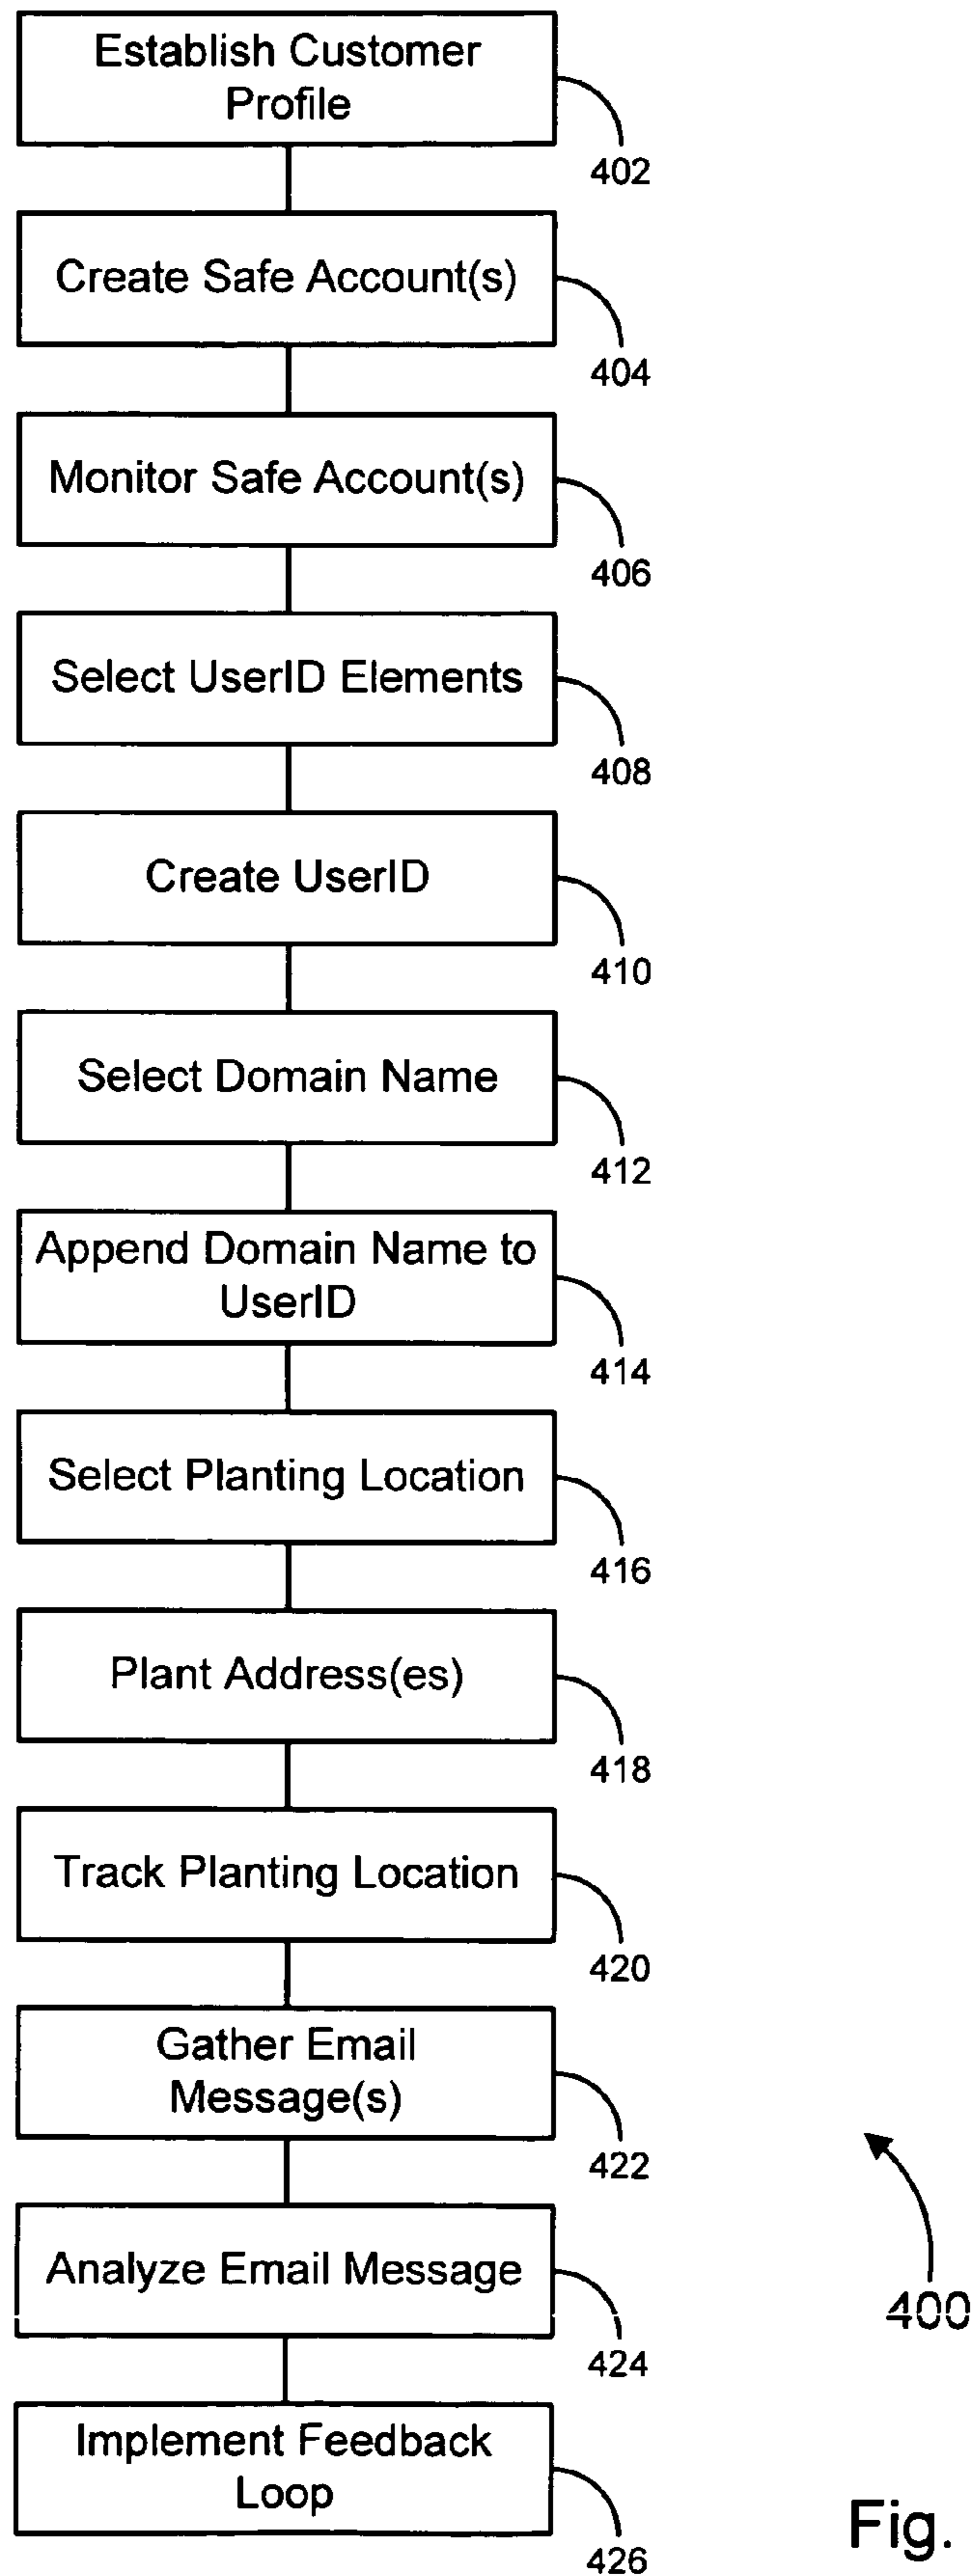 Establish Customer
Profile
402
Create Safe Account(s)
404
Monitor Safe Account(s)
406
Select UserID Elements
408
Create UserID
410
Select Domain Name
412
Append Domain Name to
UserID
414
Select Planting Location
416
Plant Address(es)
418
Track Planting Location
420
Gather Email
Message(s)
422
Analyze Email Message
424
400
Implement Feedback
Loop
426
Fig.